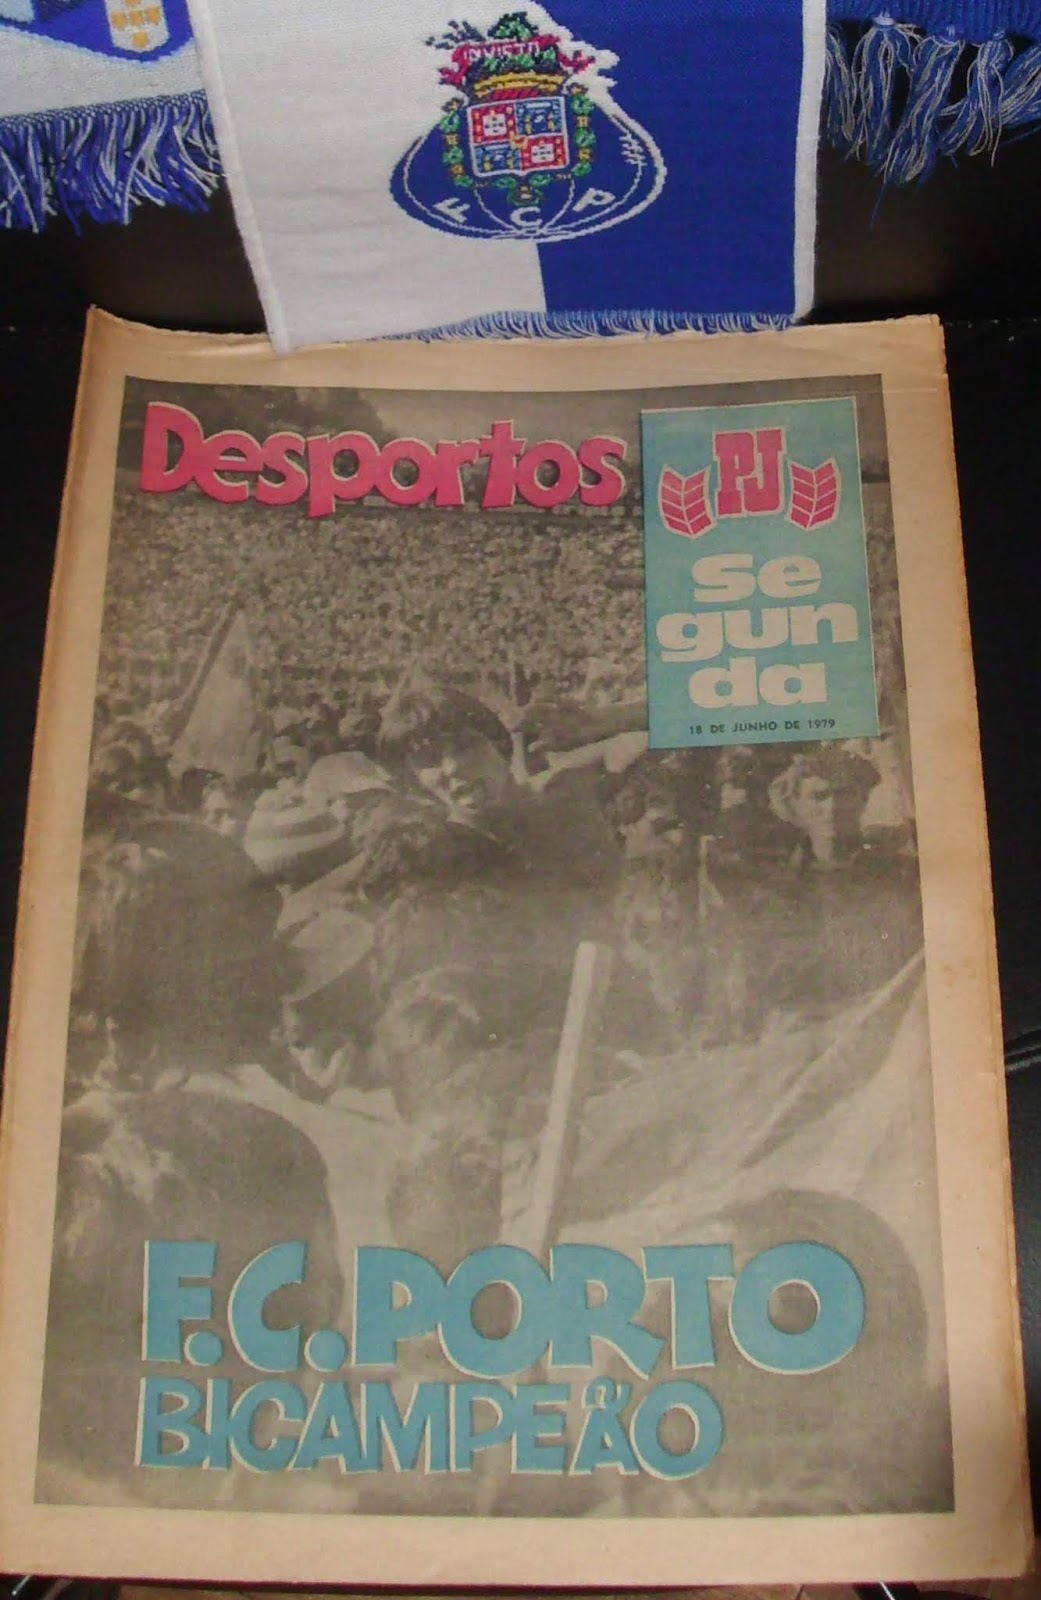 INVICTA
F C P
Desportos
PJ
se
gun
da
18 DE JUNHO DE 1979
F.C. PORTO
BICAMPEÃO